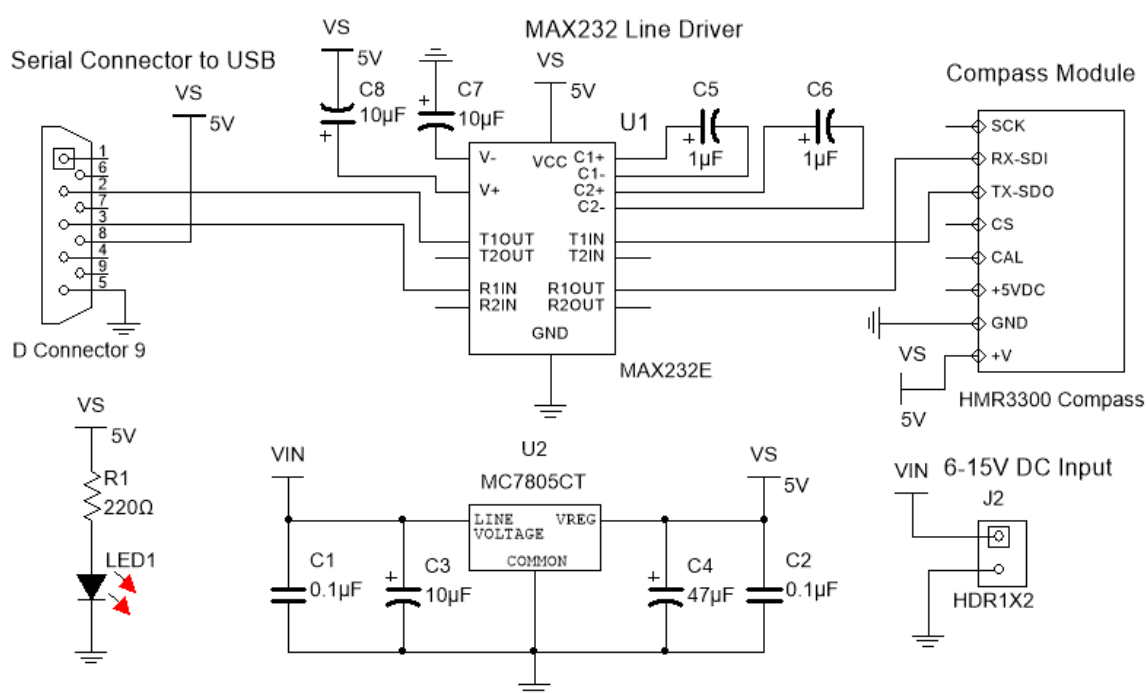 MAX232 Line Driver
Serial Connector to USB
VS
5V
1
6
2
7
3
8
4
9
5
D Connector 9
VS
5V
C8
10µF
+
C7
10µF
+
VS
5V
U1
V-
V+
VCC
C1+
C1-
C2+
C2-
T1OUT
T2OUT
T1IN
T2IN
R1IN
R2IN
R1OUT
R2OUT
GND
MAX232E
C5
+
1µF
C6
+
1µF
Compass Module
SCK
RX-SDI
TX-SDO
CS
CAL
+5VDC
GND
+V
VS
5V
HMR3300 Compass
VS
5V
R1
220Ω
LED1
VIN
U2
MC7805CT
LINE VREG
VOLTAGE
COMMON
VS
5V
C1
0.1µF
+
C3
10µF
+
C4
47µF
C2
0.1µF
6-15V DC Input
VIN
J2
HDR1X2